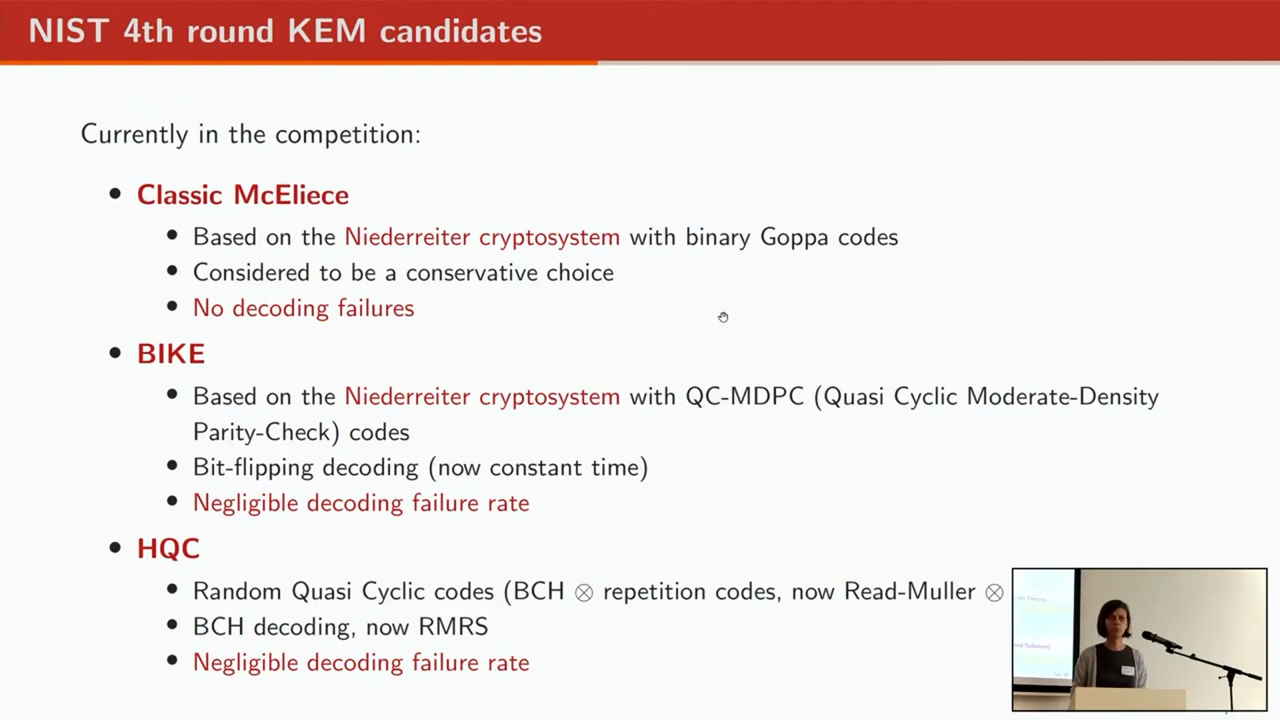 NIST 4th round KEM candidates
Currently in the competition:
• Classic McEliece
• Based on the Niederreiter cryptosystem with binary Goppa codes
• Considered to be a conservative choice
• No decoding failures
• BIKE
• Based on the Niederreiter cryptosystem with QC-MDPC (Quasi Cyclic Moderate-Density
Parity-Check) codes
• Bit-flipping decoding (now constant time)
• Negligible decoding failure rate
• HQC
• Random Quasi Cyclic codes (BCH ⊗ repetition codes, now Read-Muller ⊗
• BCH decoding, now RMRS
• Negligible decoding failure rate